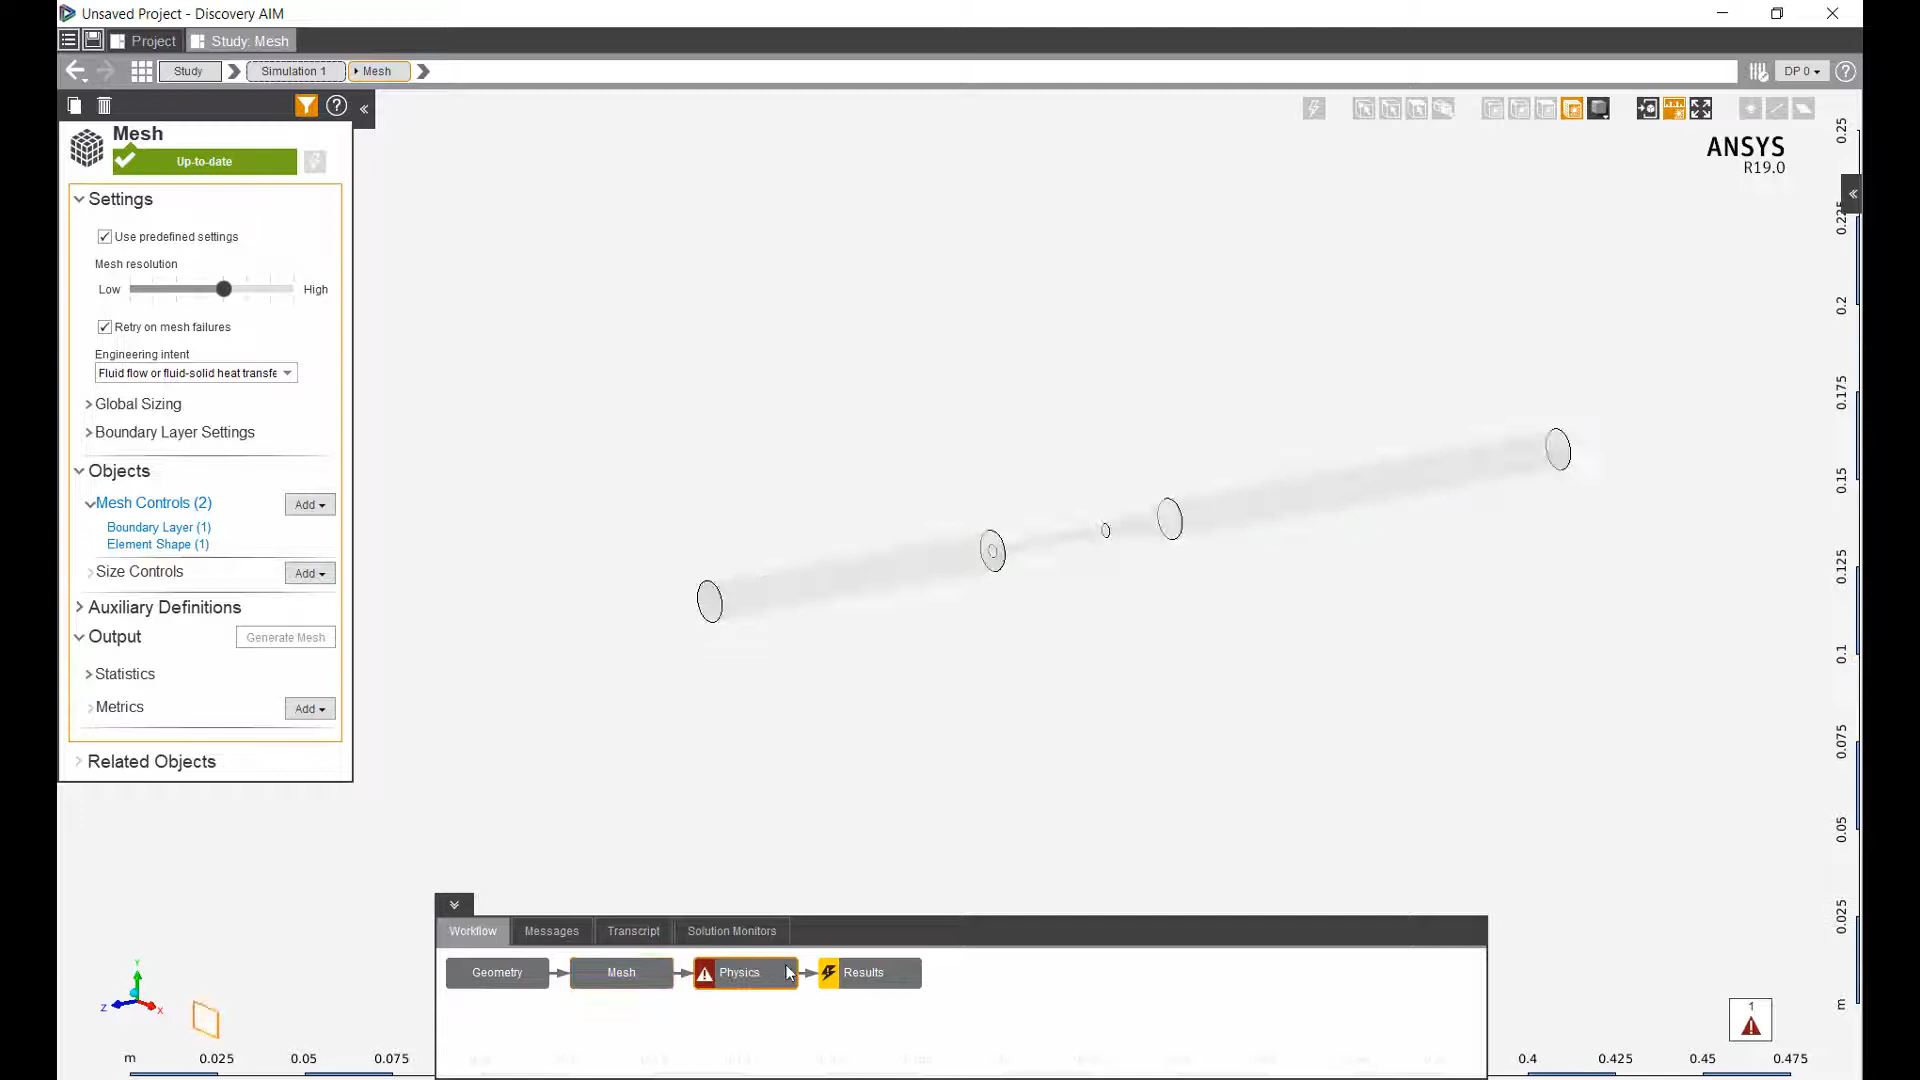 Unsaved Project - Discovery AIM
Project
Study: Mesh
Study
Simulation 1
Mesh
DP 0
Mesh
Up-to-date
Settings
Use predefined settings
Mesh resolution
Low
High
Retry on mesh failures
Engineering intent
Fluid flow or fluid-solid heat transfe
Global Sizing
Boundary Layer Settings
Objects
Mesh Controls (2)
Add
Boundary Layer (1)
Element Shape (1)
Size Controls
Add
Auxiliary Definitions
Output
Generate Mesh
Statistics
Metrics
Add
Related Objects
ANSYS
R19.0
0.25
0.225
0.2
0.175
0.15
0.125
0.1
0.075
0.05
0.025
m
Workflow
Messages
Transcript
Solution Monitors
Geometry
Mesh
Physics
Results
1
Y
Z
X
m
0.025
0.05
0.075
0.4
0.425
0.45
0.475